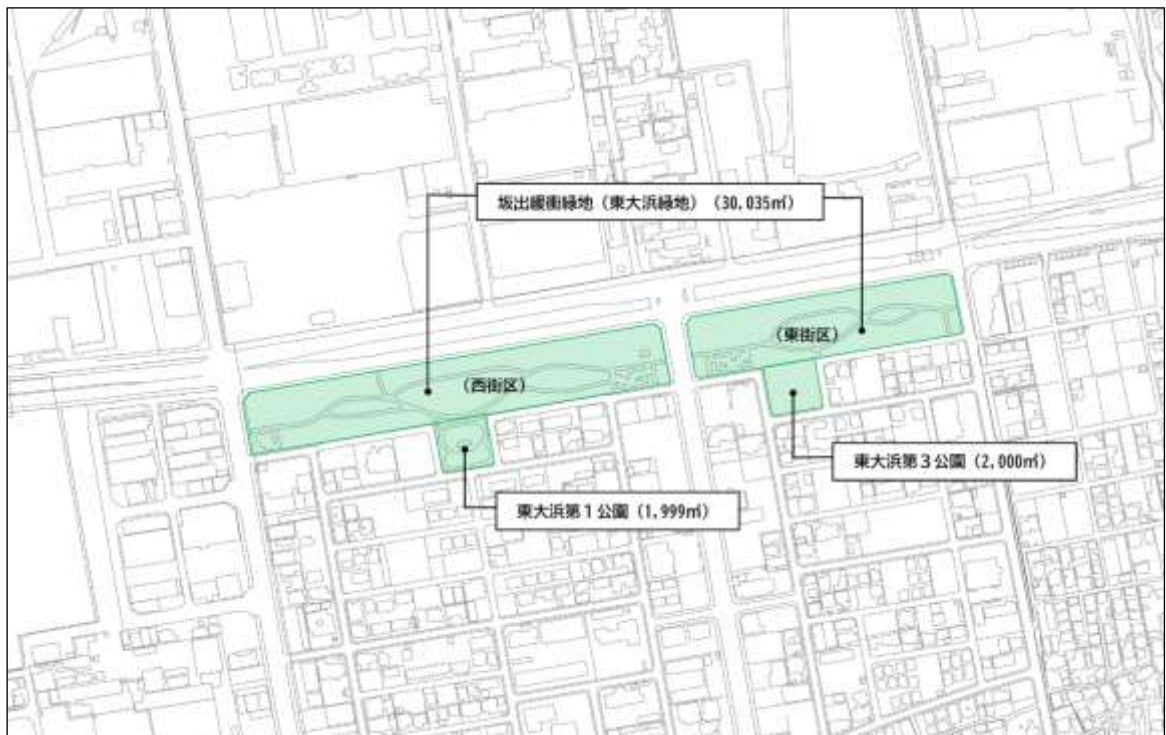 坂出緩衝緑地（東大浜緑地）（30,035㎡）
（東街区）
（西街区）
東大浜第３公園（2,000㎡）
東大浜第１公園（1,999㎡）